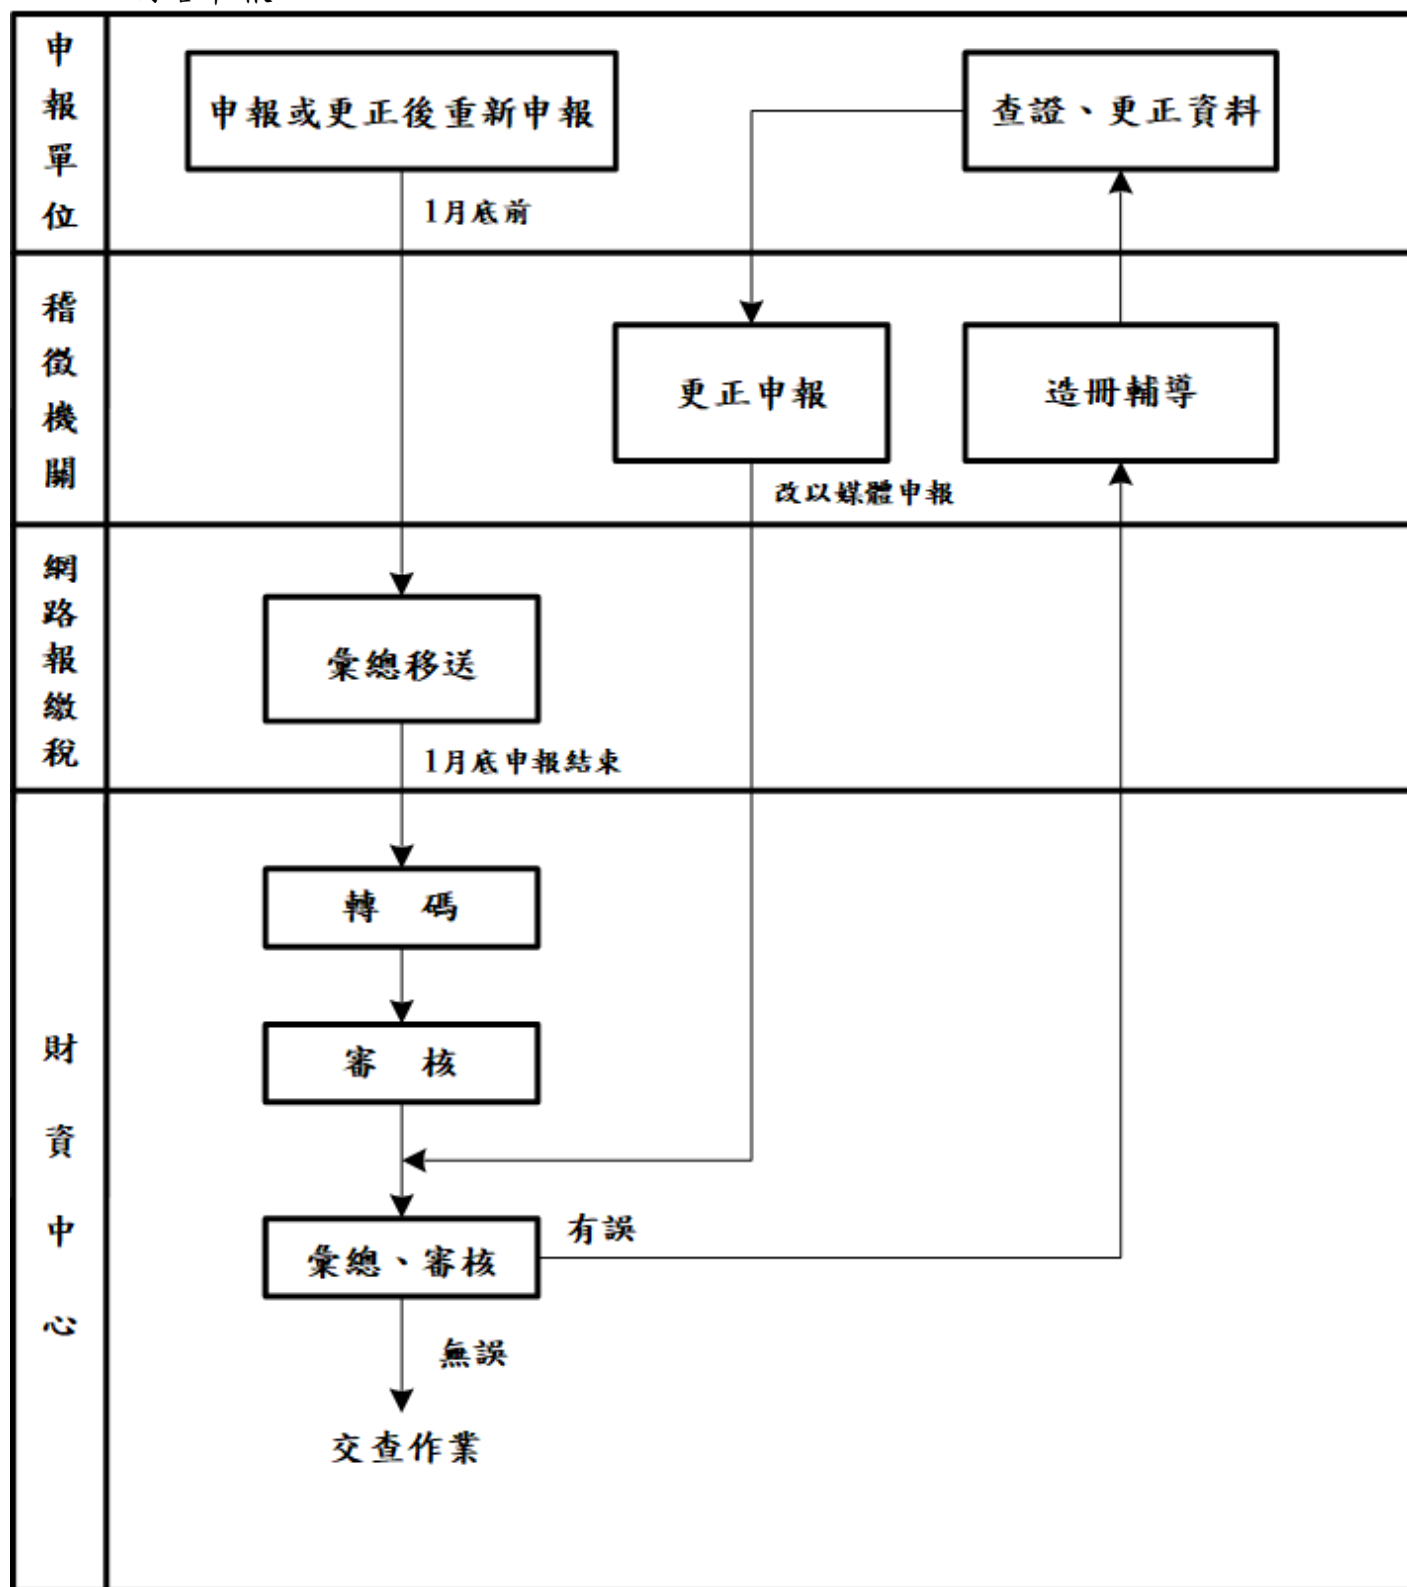 申報單位
申報或更正後重新申報
查證、更正資料
1月底前
稽徵機關
更正申報
造冊輔導
改以媒體申報
網路報繳稅
彙總移送
1月底申報結束
財資中心
轉 碼
審 核
彙總、審核
有誤
無誤
交查作業